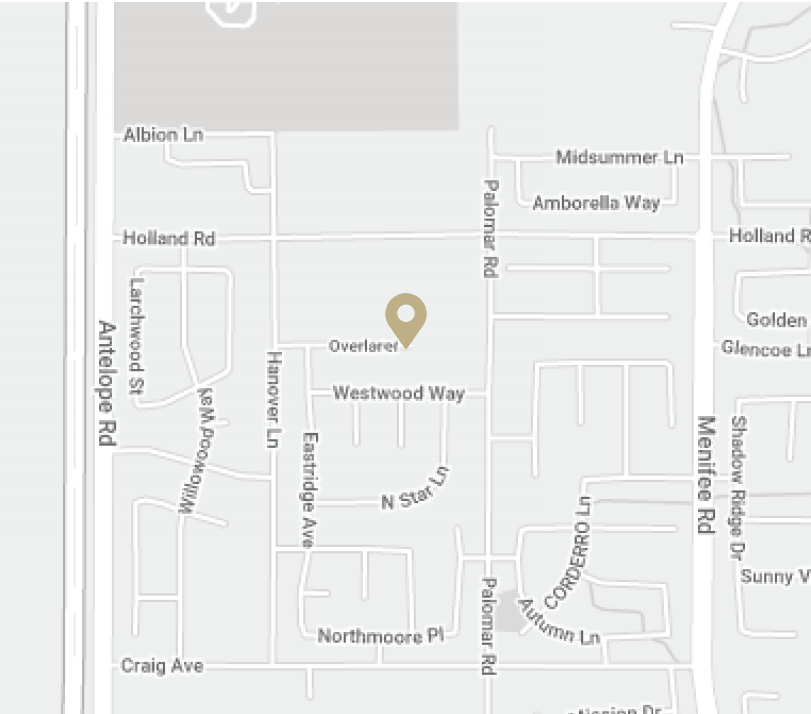 Albion Ln
Midsummer Ln
Amborella Way
Palomar Rd
Holland Rd
Holland R
Larchwood St
Golden
Glencoe Ln
Antelope Rd
Hanover Ln
Westwood Way
Willowood Way
Menifee Rd
Shadow Ridge Dr
Eastridge Ave
N Star Ln
CORDERRO Ln
Sunny V
Palomar Rd
Autumn Ln
Northmoore Pl
Craig Ave
Dr